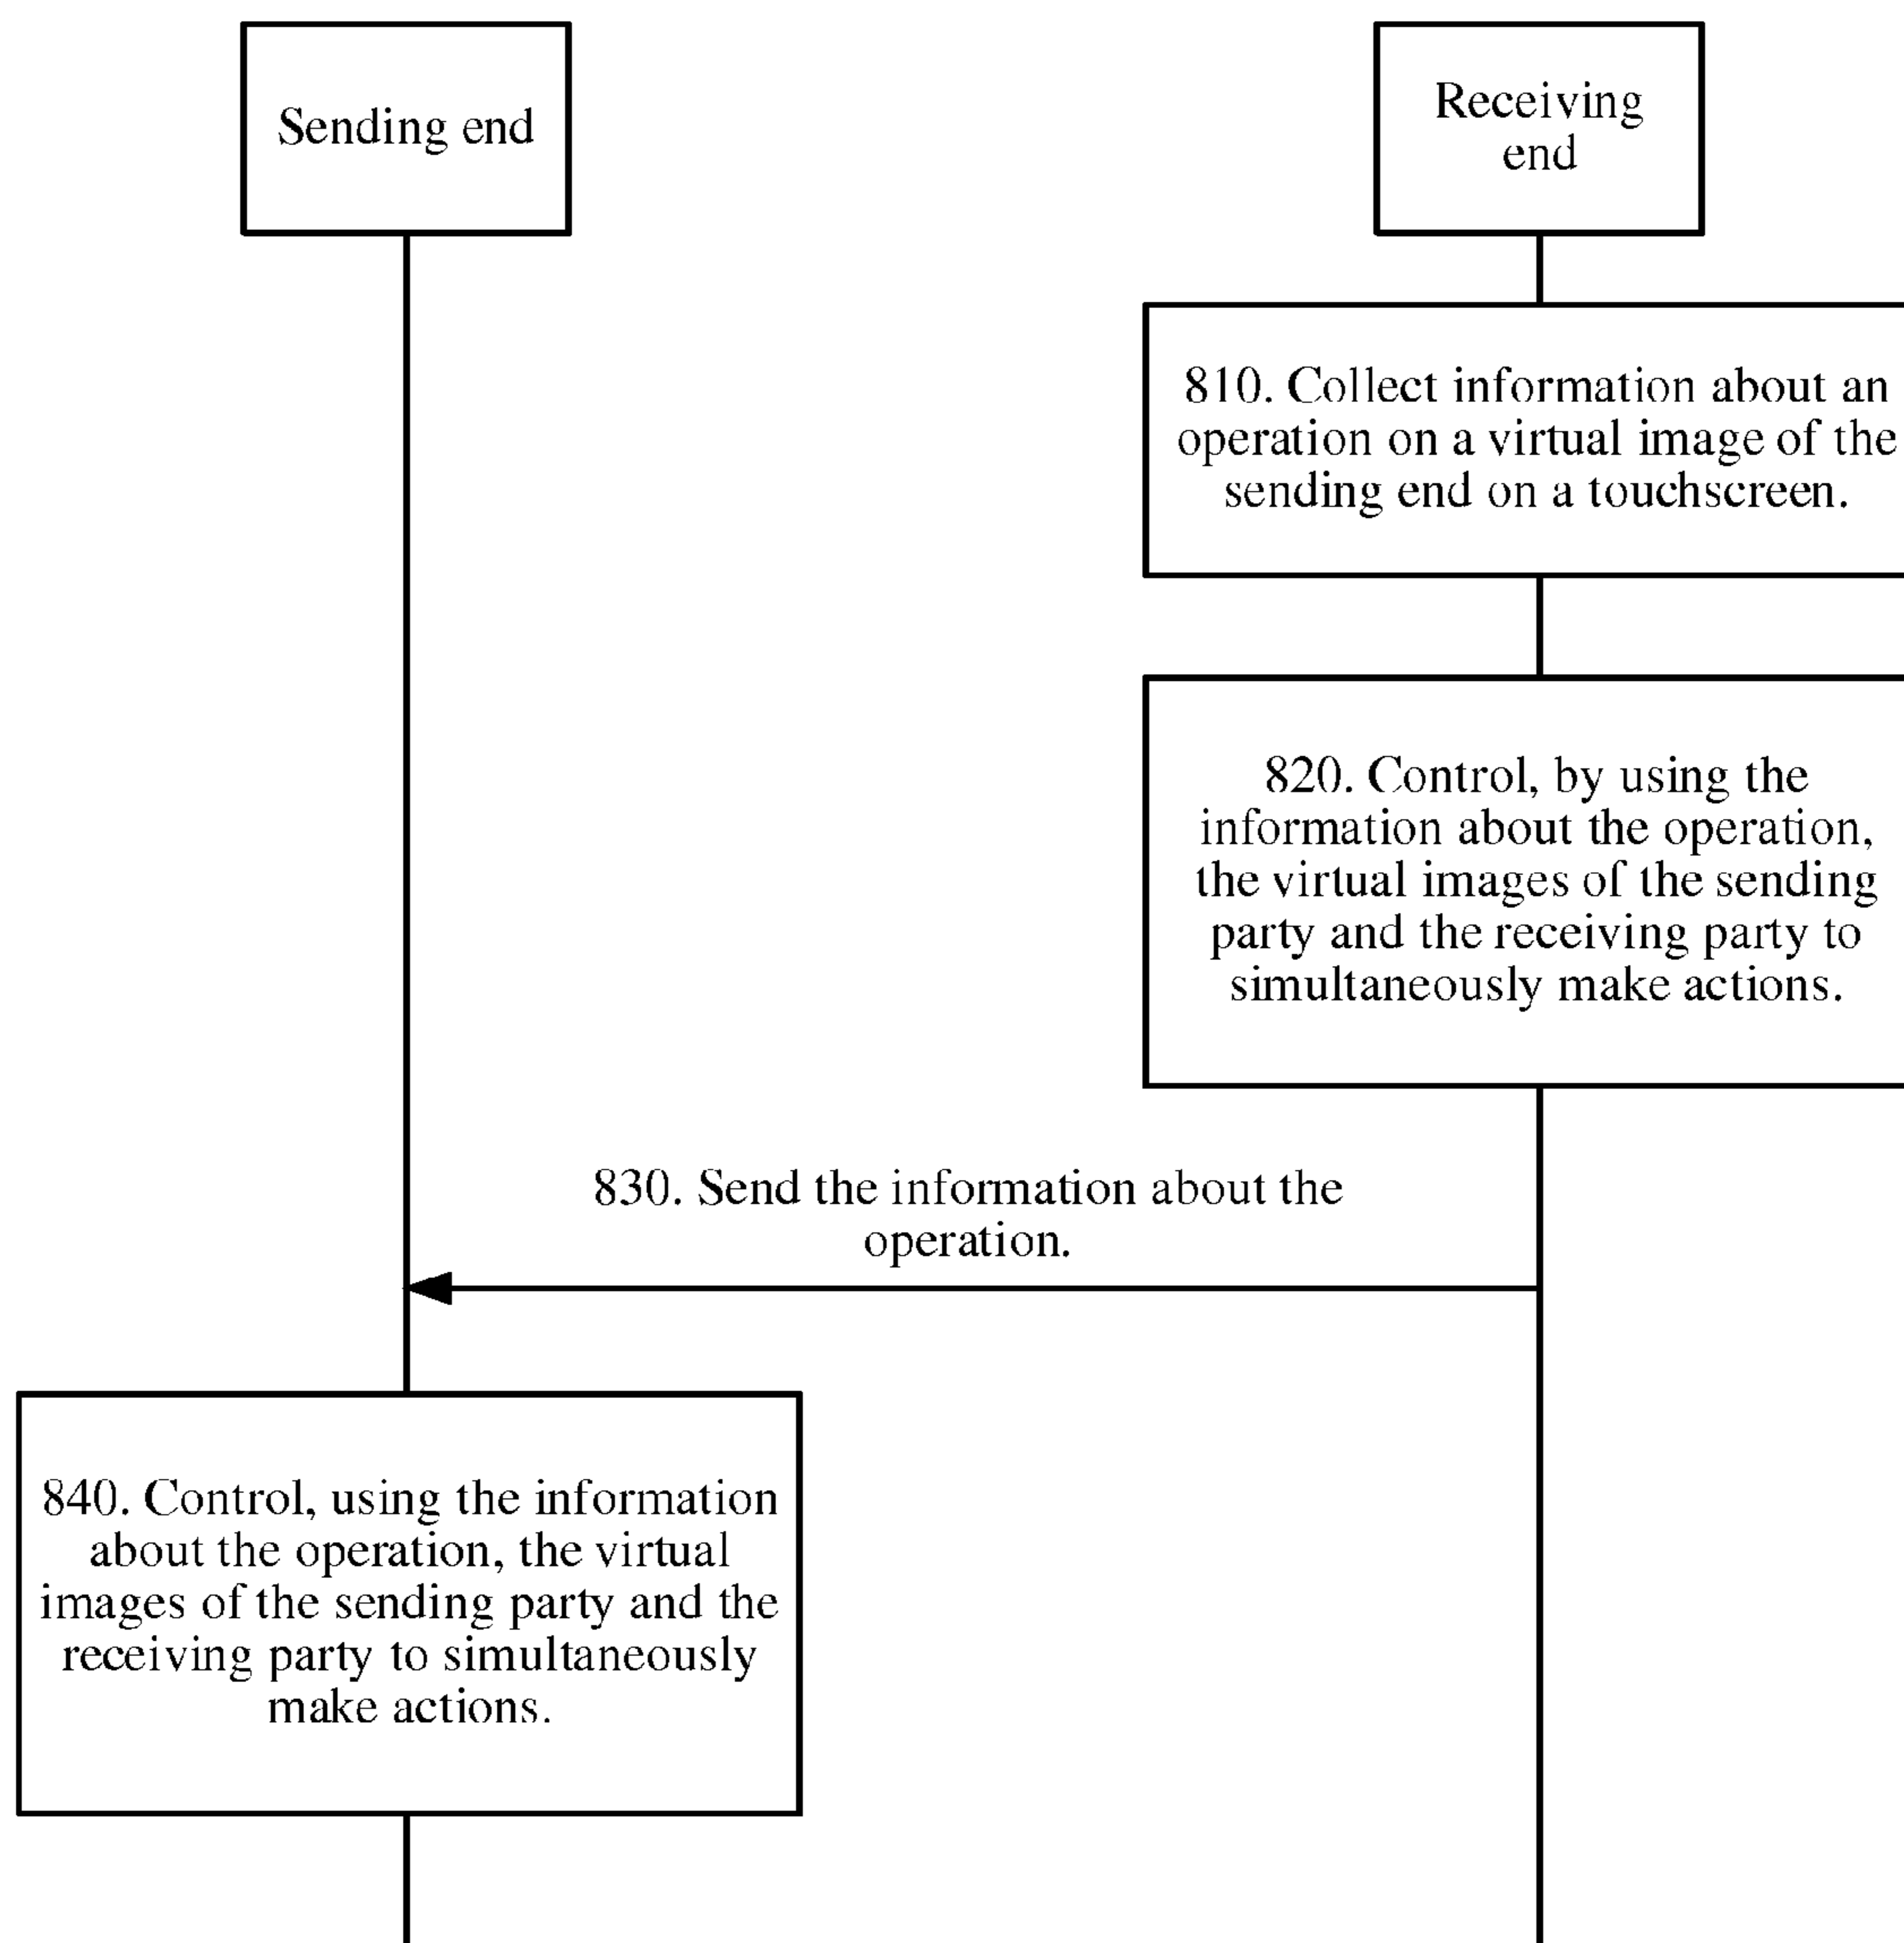 Sending end
Receiving
end
810. Collect information about an
operation on a virtual image of the
sending end on a touchscreen.
820. Control, by using the
information about the operation,
the virtual images of the sending
party and the receiving party to
simultaneously make actions.
830. Send the information about the
operation.
840. Control, using the information
about the operation, the virtual
images of the sending party and the
receiving party to simultaneously
make actions.